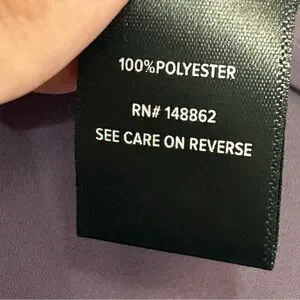 100%POLYESTER
RN# 148862
SEE CARE ON REVERSE